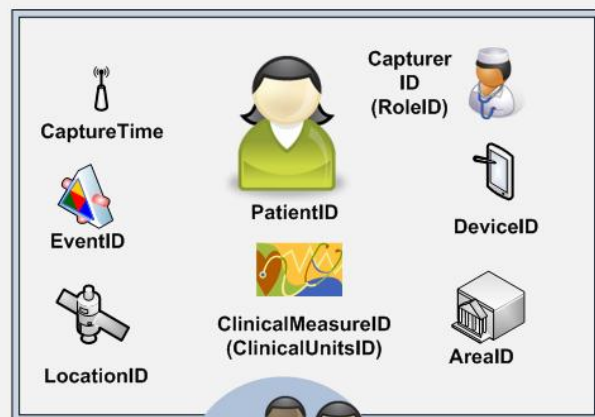 Capturer
ID
(RoleID)
CaptureTime
PatientID
DeviceID
EventID
ClinicalMeasureID
(ClinicalUnitsID)
AreaID
LocationID